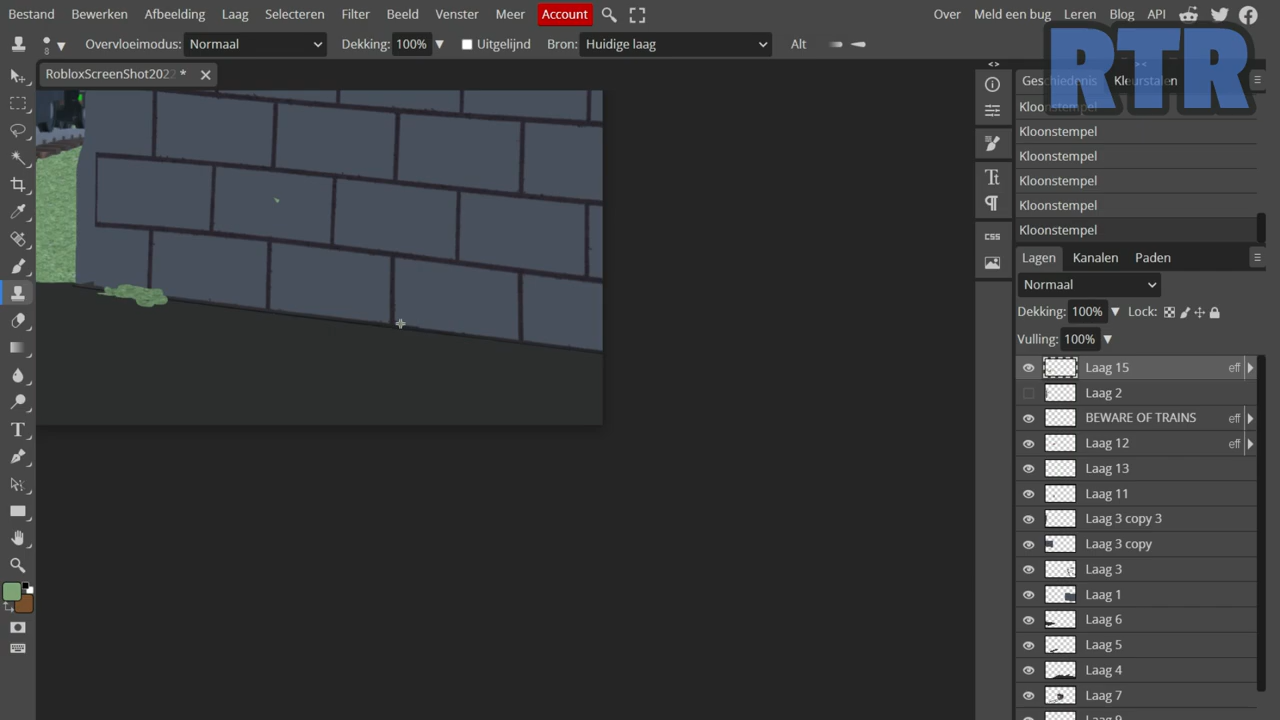 Bestand Bewerken Afbeelding Laag Selecteren Filter Beeld Venster Meer Account Over Meld een bug Leren Blog API
RTR
8 Overvloeimodus: Normaal Dekking: 100% Uitgelijnd Bron: Huidige laag Alt
RobloxScreenShot2022 *
Kleurstalen
Kloonstempel
Kloonstempel
Kloonstempel
Kloonstempel
Kloonstempel
Kloonstempel
CSS
Lagen Kanalen Paden
Normaal
Dekking: 100% Lock:
Vulling: 100%
Laag 15 eff
Laag 2
BEWARE OF TRAINS eff
Laag 12 eff
Laag 13
Laag 11
Laag 3 copy 3
Laag 3 copy
Laag 3
Laag 1
Laag 6
Laag 5
Laag 4
Laag 7